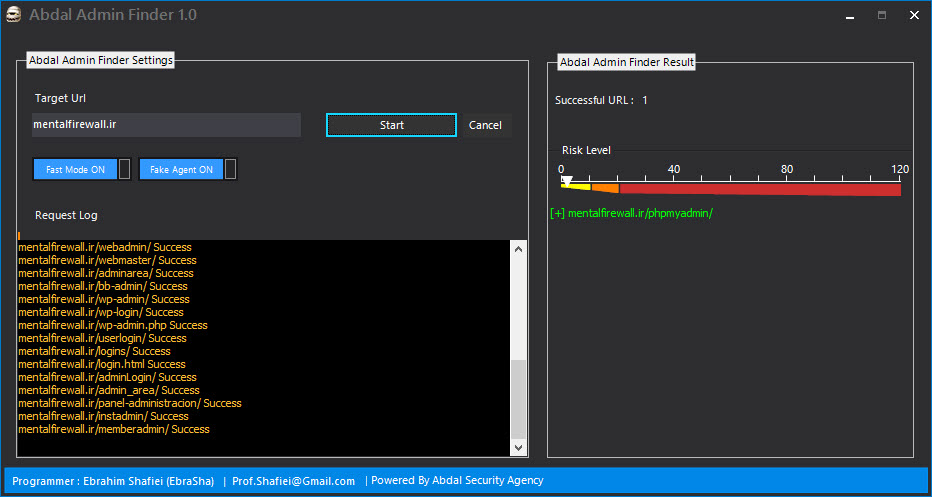 Abdal Admin Finder 1.0
Abdal Admin Finder Settings
Target Url
mentalfirewall.ir
Start
Cancel
Fast Mode ON
Fake Agent ON
Request Log
mentalfirewall.ir/webadmin/ Success
mentalfirewall.ir/webmaster/ Success
mentalfirewall.ir/adminarea/ Success
mentalfirewall.ir/bb-admin/ Success
mentalfirewall.ir/wp-admin/ Success
mentalfirewall.ir/wp-login/ Success
mentalfirewall.ir/wp-admin.php Success
mentalfirewall.ir/userlogin/ Success
mentalfirewall.ir/logins/ Success
mentalfirewall.ir/login.html Success
mentalfirewall.ir/adminLogin/ Success
mentalfirewall.ir/admin_area/ Success
mentalfirewall.ir/panel-administracion/ Success
mentalfirewall.ir/instadmin/ Success
mentalfirewall.ir/memberadmin/ Success
Abdal Admin Finder Result
Successful URL : 1
Risk Level
0 40 80 120
[+] mentalfirewall.ir/phpmyadmin/
Programmer : Ebrahim Shafiei (EbraSha) | Prof.Shafiei@Gmail.com | Powered By Abdal Security Agency